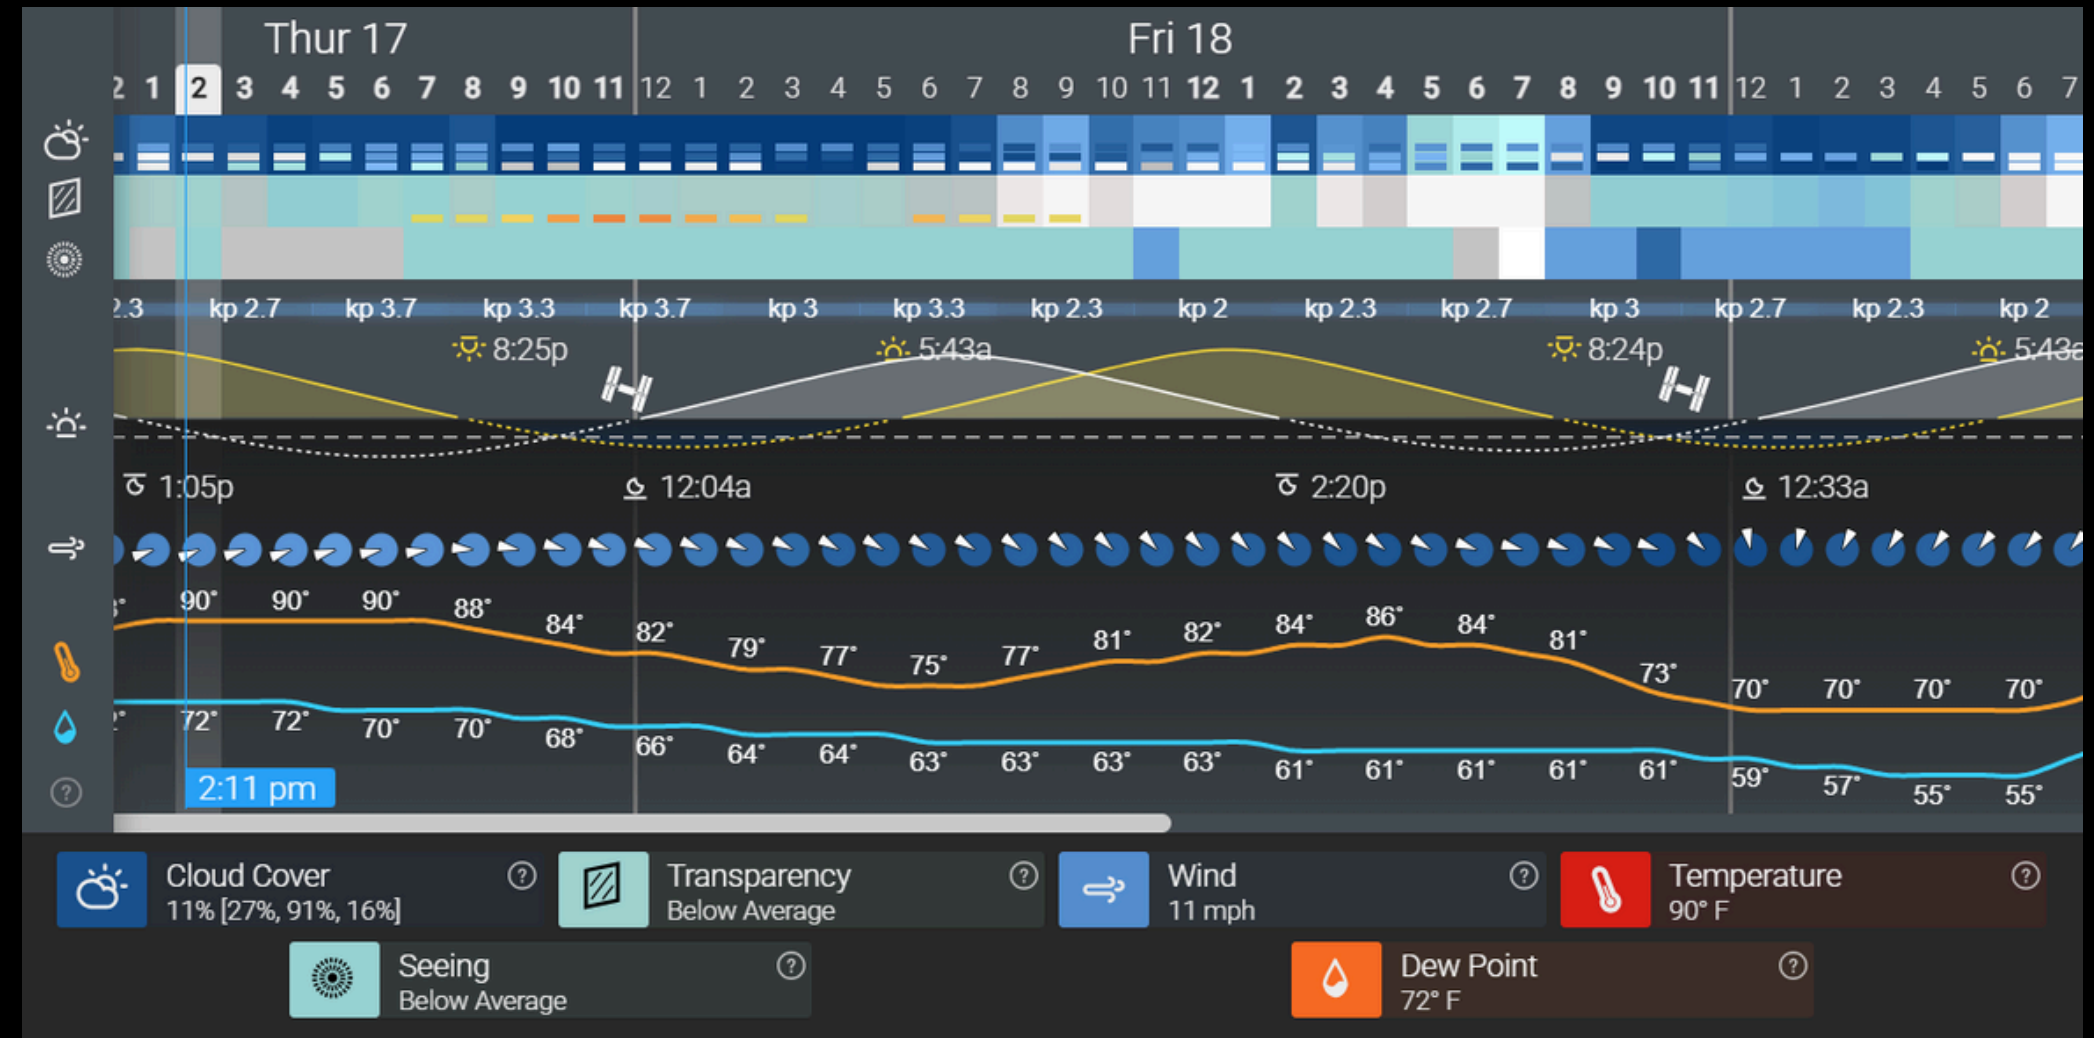 Thur 17 Fri 18
2 1 2 3 4 5 6 7 8 9 10 11 12 1 2 3 4 5 6 7 8 9 10 11 12 1 2 3 4 5 6 7 8 9 10 11 12 1 2 3 4 5 6 7
2.3 kp 2.7 kp 3.7 kp 3.3 kp 3.7 kp 3 kp 3.3 kp 2.3 kp 2 kp 2.3 kp 2.7 kp 3 kp 2.7 kp 2.3 kp 2
8:25p 5:43a 8:24p 5:43a
1:05p 12:04a 2:20p 12:33a
90° 90° 90° 88° 84° 82° 79° 77° 75° 77° 81° 82° 84° 86° 84° 81° 73° 70° 70° 70° 70°
72° 72° 70° 70° 68° 66° 64° 64° 63° 63° 63° 63° 61° 61° 61° 61° 61° 59° 57° 55° 55°
2:11 pm
?
Cloud Cover ?
11% [27%, 91%, 16%]
Transparency ?
Below Average
Wind ?
11 mph
Temperature ?
90° F
Seeing ?
Below Average
Dew Point ?
72° F